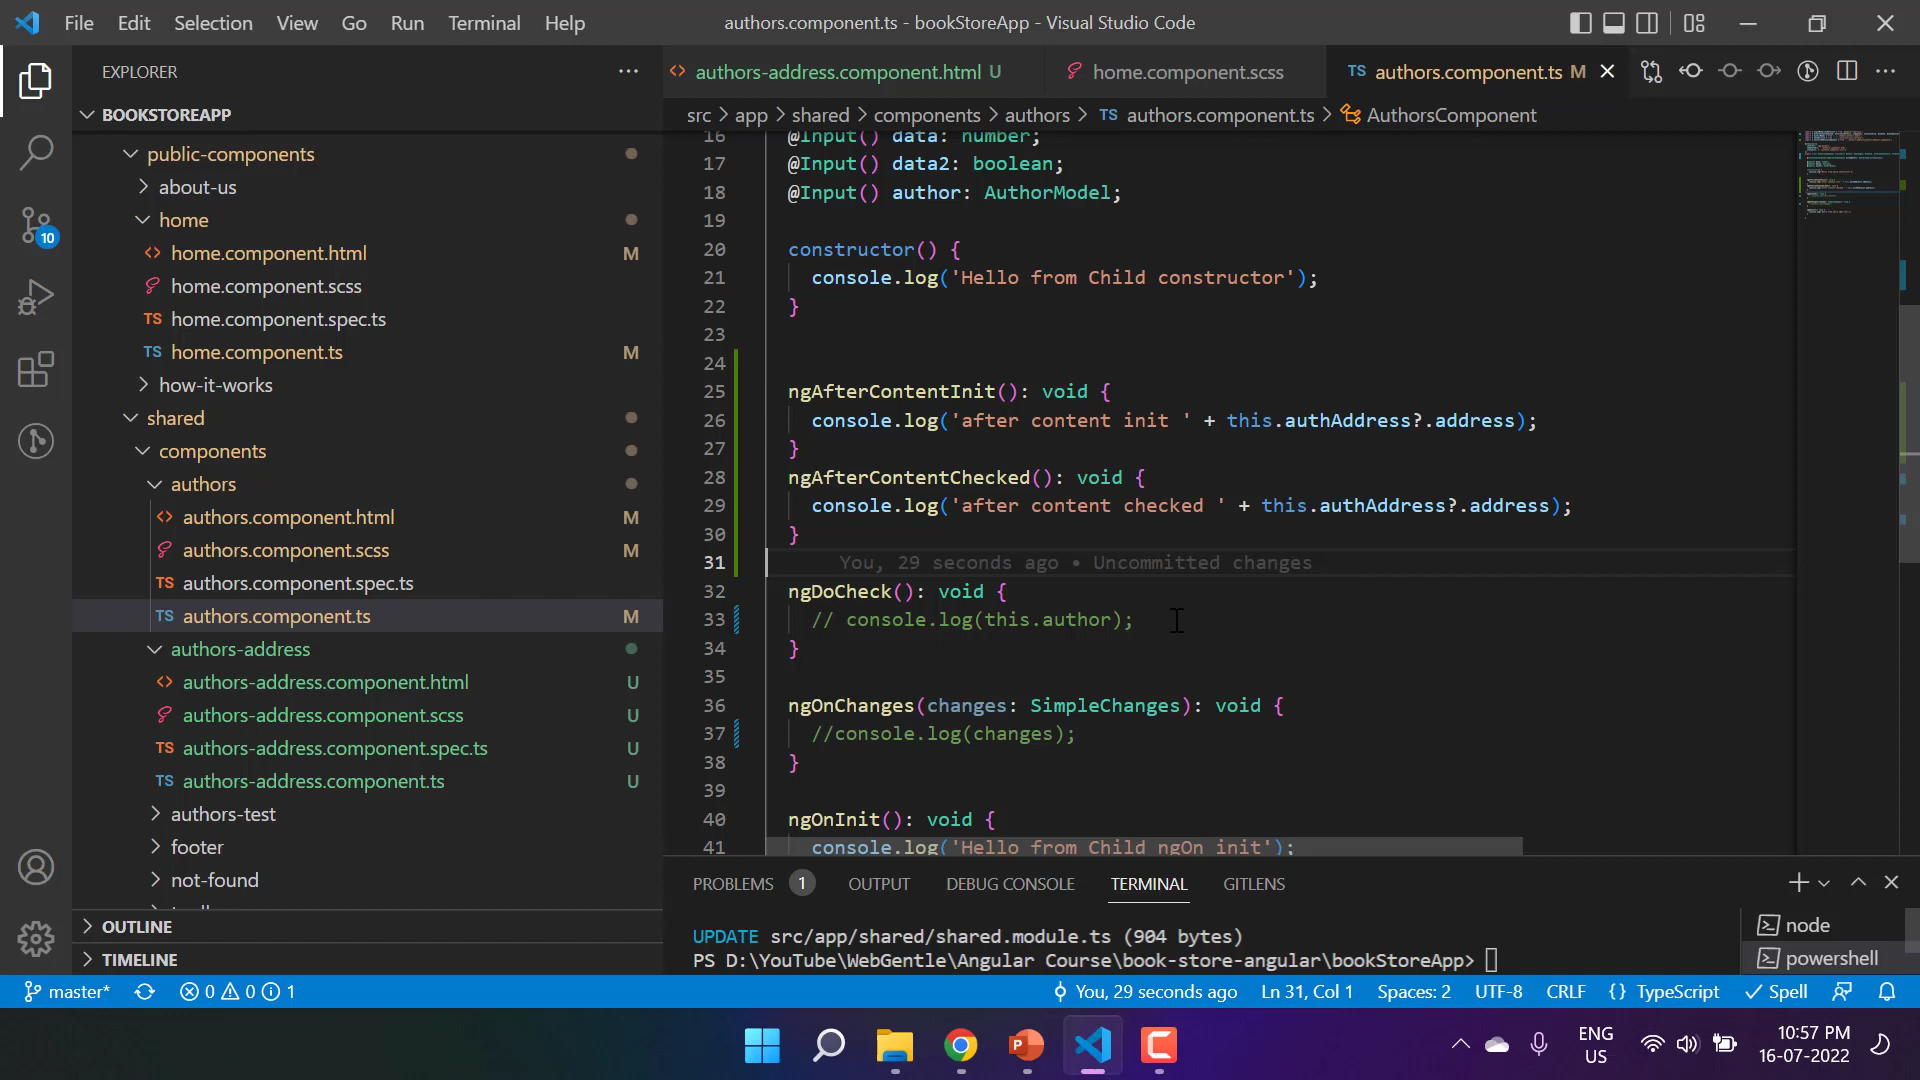 File Edit Selection View Go Run Terminal Help
authors.component.ts - bookStoreApp - Visual Studio Code
EXPLORER
BOOKSTOREAPP
public-components
about-us
home
home.component.html M
home.component.scss
home.component.spec.ts
home.component.ts M
how-it-works
shared
components
authors
authors.component.html M
authors.component.scss M
authors.component.spec.ts
authors.component.ts M
authors-address
authors-address.component.html U
authors-address.component.scss U
authors-address.component.spec.ts U
authors-address.component.ts U
authors-test
footer
not-found
OUTLINE
TIMELINE
10
authors-address.component.html U
home.component.scss
TS authors.component.ts M
src > app > shared > components > authors > TS authors.component.ts > AuthorsComponent
16 @Input() data: number;
17 @Input() data2: boolean;
18 @Input() author: AuthorModel;
19
20 constructor() {
21 console.log('Hello from Child constructor');
22 }
23
24
25 ngAfterContentInit(): void {
26 console.log('after content init ' + this.authAddress?.address);
27 }
28 ngAfterContentChecked(): void {
29 console.log('after content checked ' + this.authAddress?.address);
30 }
31 You, 29 seconds ago • Uncommitted changes
32 ngDoCheck(): void {
33 // console.log(this.author);
34 }
35
36 ngOnChanges(changes: SimpleChanges): void {
37 //console.log(changes);
38 }
39
40 ngOnInit(): void {
41 console.log('Hello from Child ngOn init');
PROBLEMS 1 OUTPUT DEBUG CONSOLE TERMINAL GITLENS
UPDATE src/app/shared/shared.module.ts (904 bytes)
PS D:\YouTube\WebGentle\Angular Course\book-store-angular\bookStoreApp>
node
powershell
master* 0 0 1 You, 29 seconds ago Ln 31, Col 1 Spaces: 2 UTF-8 CRLF {} TypeScript Spell
ENG
US
10:57 PM
16-07-2022